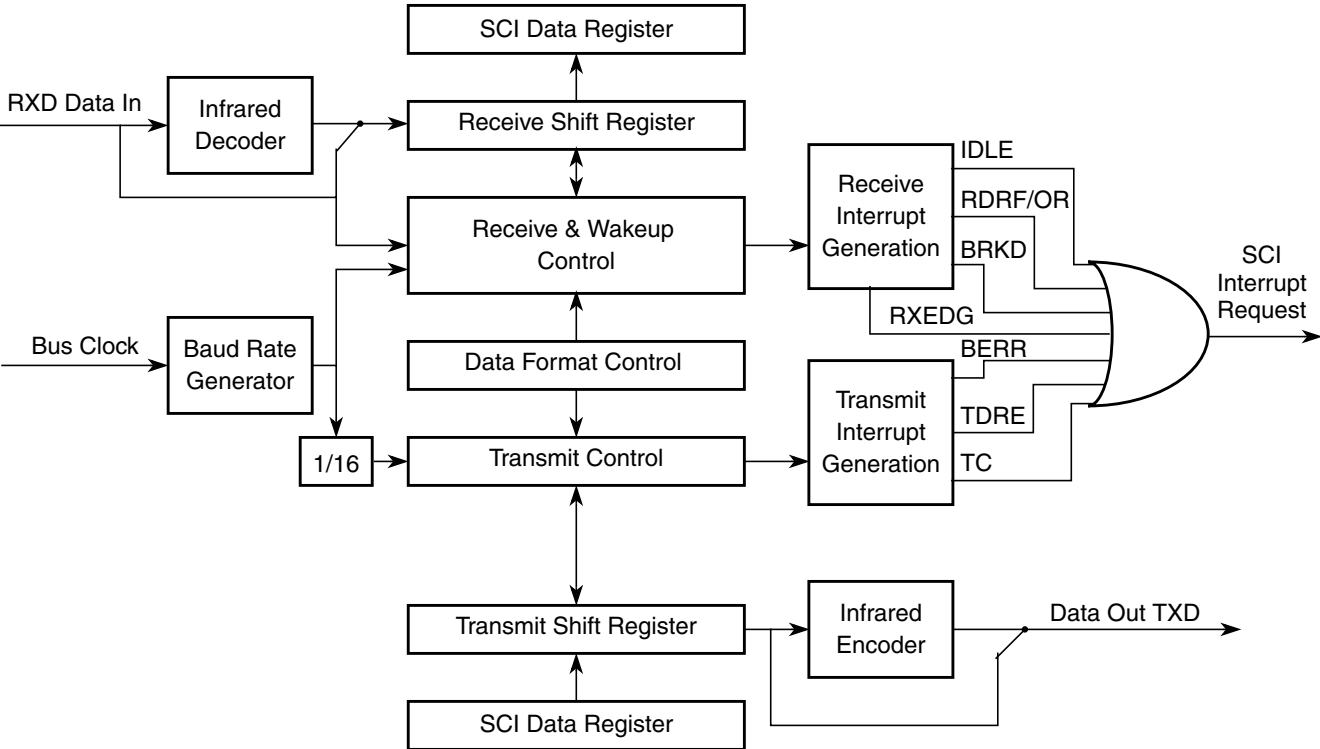 SCI Data Register
RXD Data In
Infrared
Decoder
Receive Shift Register
Receive & Wakeup
Control
Receive
Interrupt
Generation
IDLE
RDRF/OR
BRKD
RXEDG
SCI
Interrupt
Request
Bus Clock
Baud Rate
Generator
Data Format Control
1/16
Transmit Control
Transmit
Interrupt
Generation
BERR
TDRE
TC
Transmit Shift Register
Infrared
Encoder
Data Out TXD
SCI Data Register